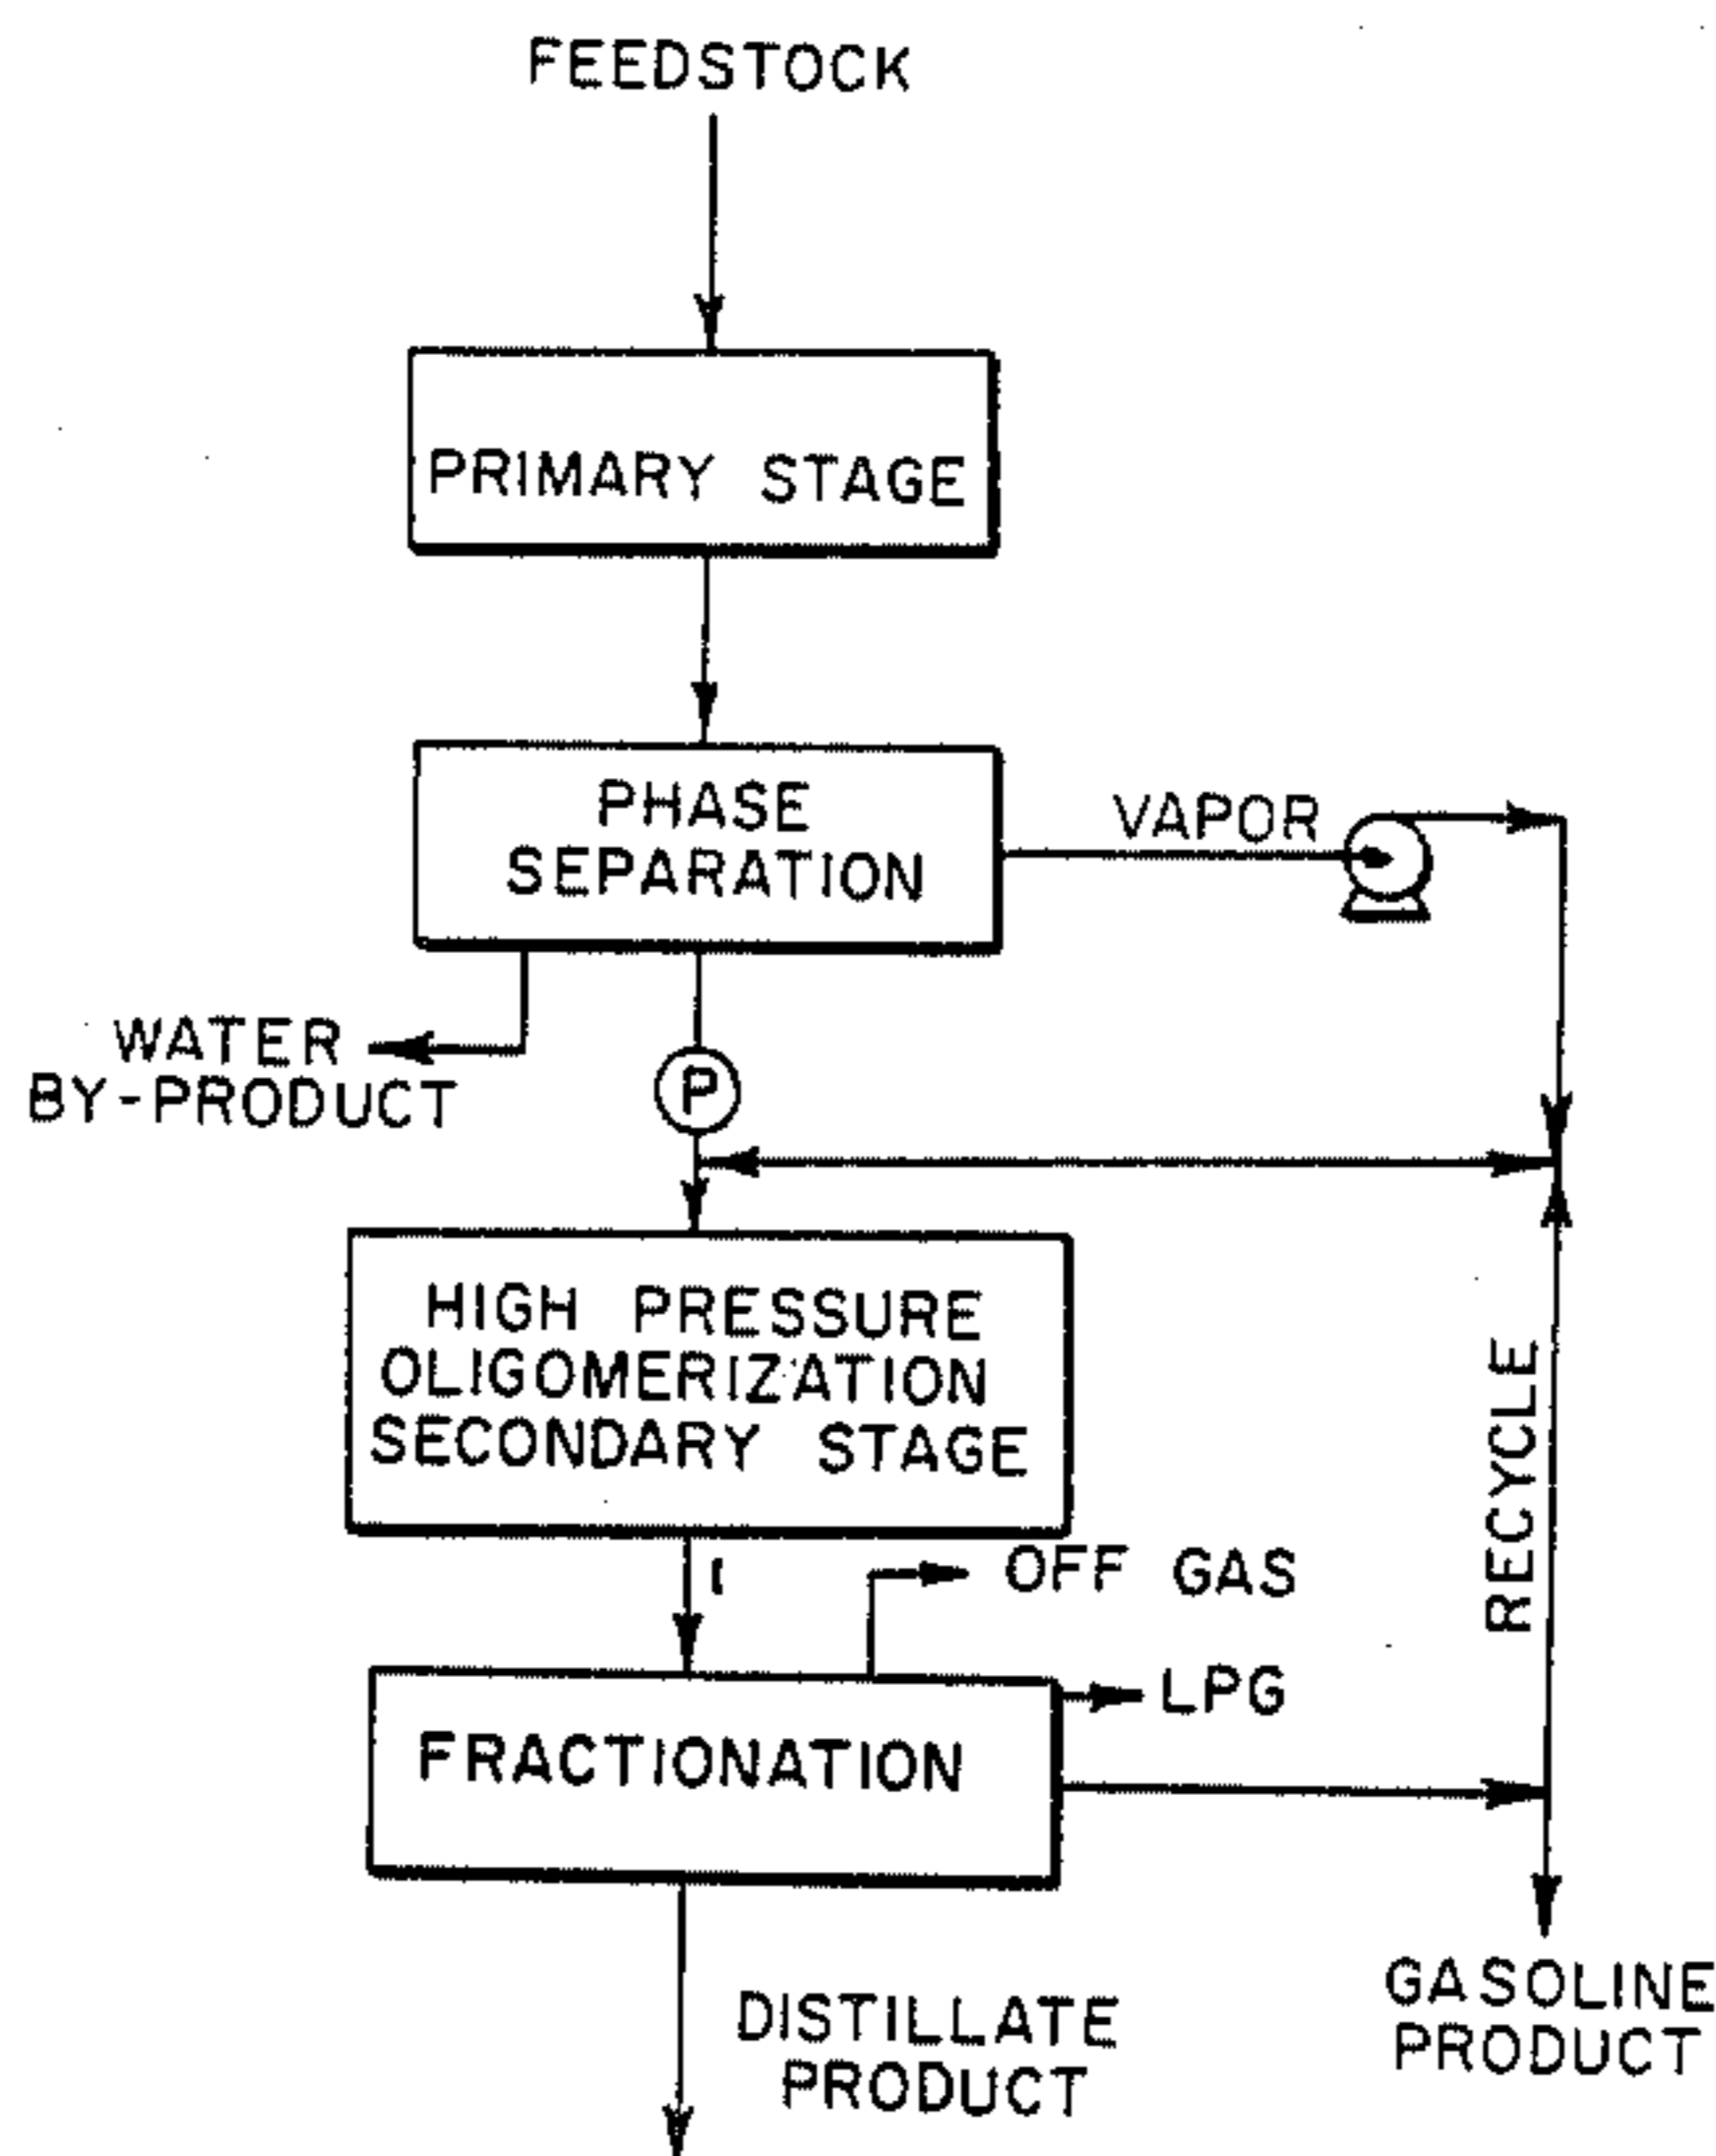 FEEDSTOCK
PRIMARY STAGE
PHASE
SEPARATION
VAPOR
WATER
BY-PRODUCT
P
HIGH PRESSURE
OLIGOMERIZATION
SECONDARY STAGE
RECYCLE
OFF GAS
LPG
FRACTIONATION
DISTILLATE
PRODUCT
GASOLINE
PRODUCT